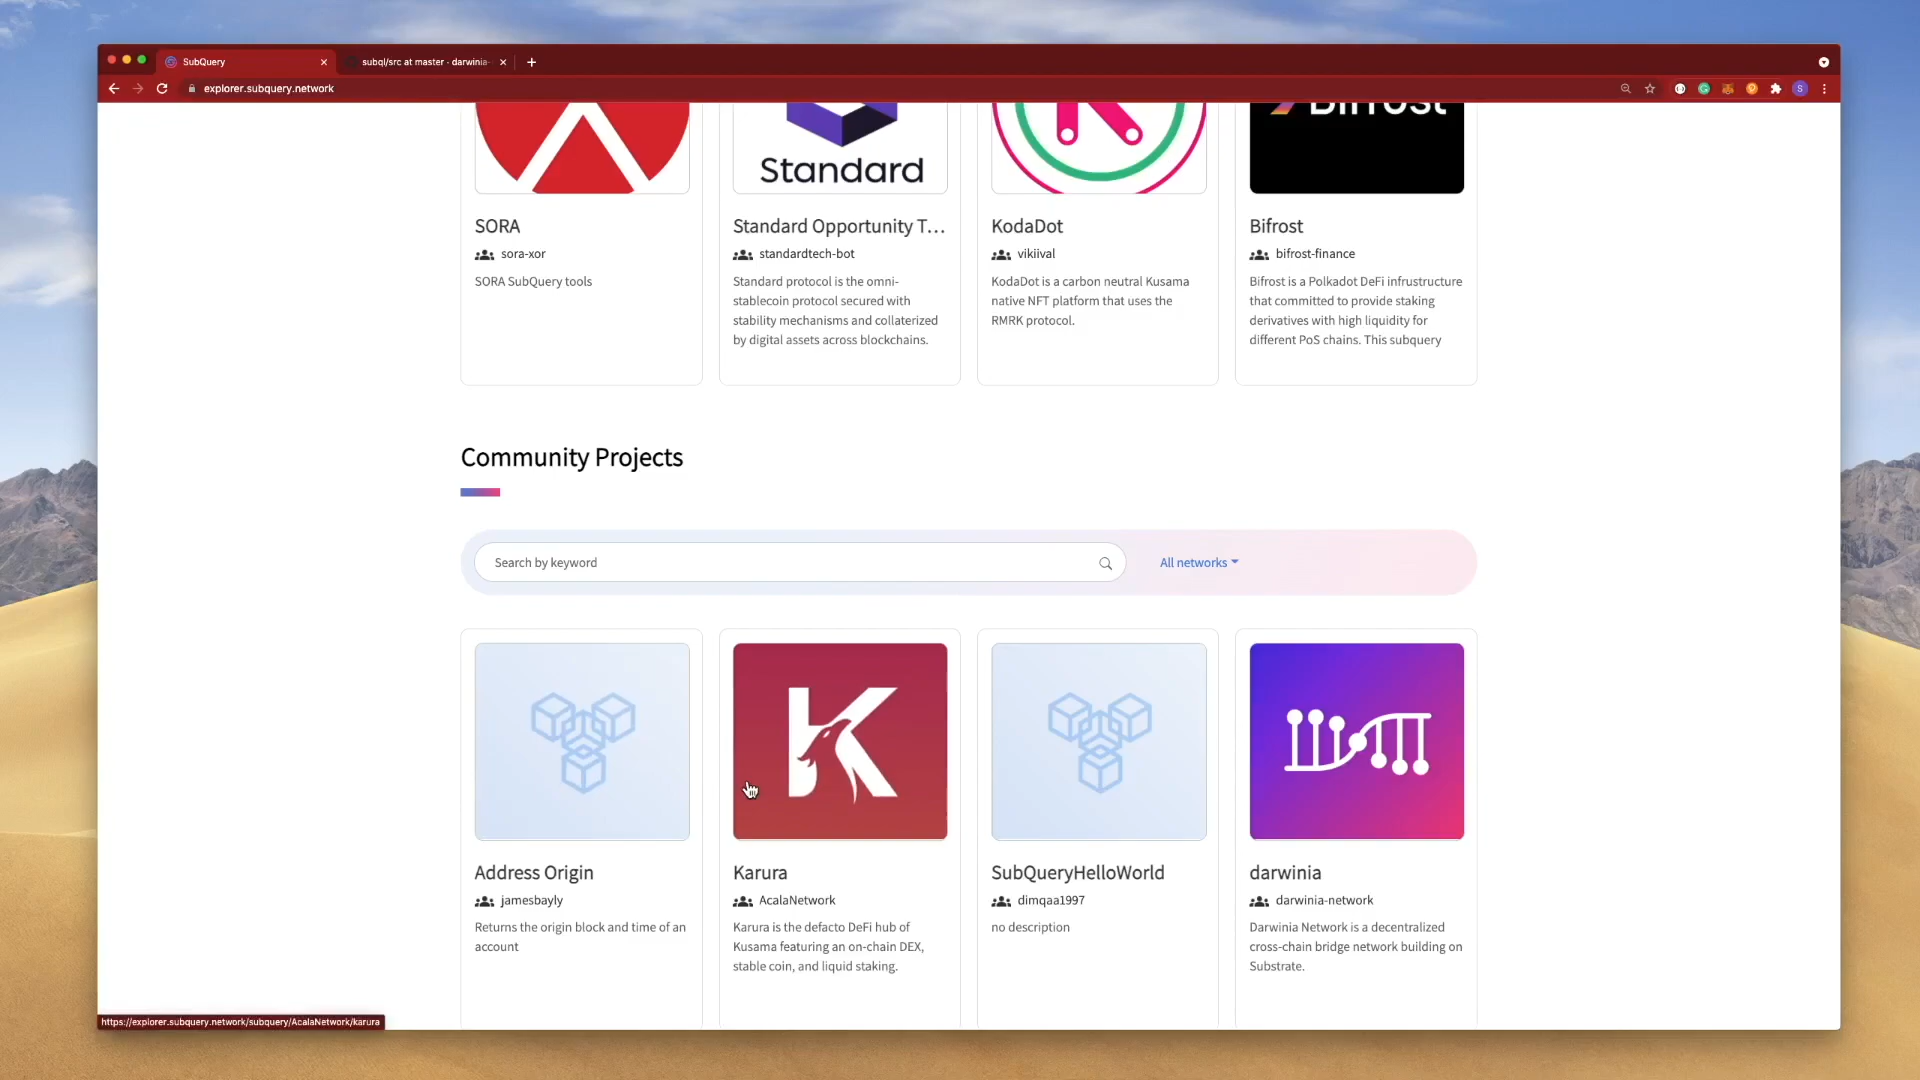 SubQuery
subql/src at master · darwinia-
explorer.subquery.network
S
Standard
Bifrost
SORA
Standard Opportunity T...
KodaDot
Bifrost
sora-xor
standardtech-bot
vikiival
bifrost-finance
SORA SubQuery tools
Standard protocol is the omni-
stablecoin protocol secured with
stability mechanisms and collaterized
by digital assets across blockchains.
KodaDot is a carbon neutral Kusama
native NFT platform that uses the
RMRK protocol.
Bifrost is a Polkadot DeFi infrustructure
that committed to provide staking
derivatives with high liquidity for
different PoS chains. This subquery
Community Projects
Search by keyword
All networks
K
Address Origin
Karura
SubQueryHelloWorld
darwinia
jamesbayly
AcalaNetwork
dimqaa1997
darwinia-network
Returns the origin block and time of an
account
Karura is the defacto DeFi hub of
Kusama featuring an on-chain DEX,
stable coin, and liquid staking.
no description
Darwinia Network is a decentralized
cross-chain bridge network building on
Substrate.
https://explorer.subquery.network/subquery/AcalaNetwork/karura